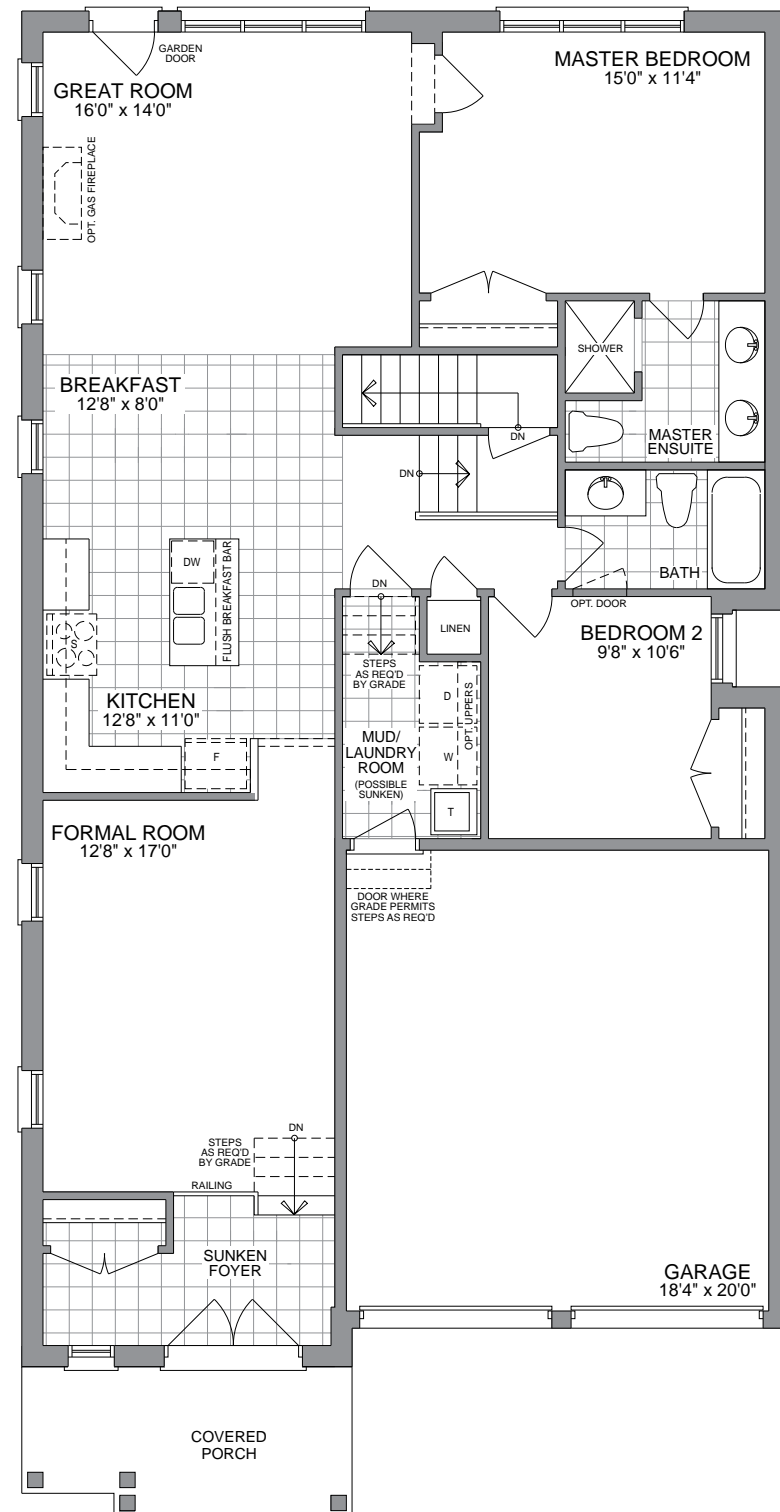 GARDEN
DOOR
GREAT ROOM
16'0" x 14'0"
MASTER BEDROOM
15'0" x 11'4"
OPT. GAS FIREPLACE
SHOWER
BREAKFAST
12'8" x 8'0"
DN
MASTER
ENSUITE
DN
DW
FLUSH BREAKFAST BAR
BATH
DN
OPT. DOOR
S
LINEN
BEDROOM 2
9'8" x 10'6"
STEPS
AS REQ'D
BY GRADE
KITCHEN
12'8" x 11'0"
D
OPT. UPPERS
MUD/
LAUNDRY
ROOM
(POSSIBLE
SUNKEN)
W
F
T
FORMAL ROOM
12'8" x 17'0"
DOOR WHERE
GRADE PERMITS
STEPS AS REQ'D
DN
STEPS
AS REQ'D
BY GRADE
RAILING
SUNKEN
FOYER
GARAGE
18'4" x 20'0"
COVERED
PORCH